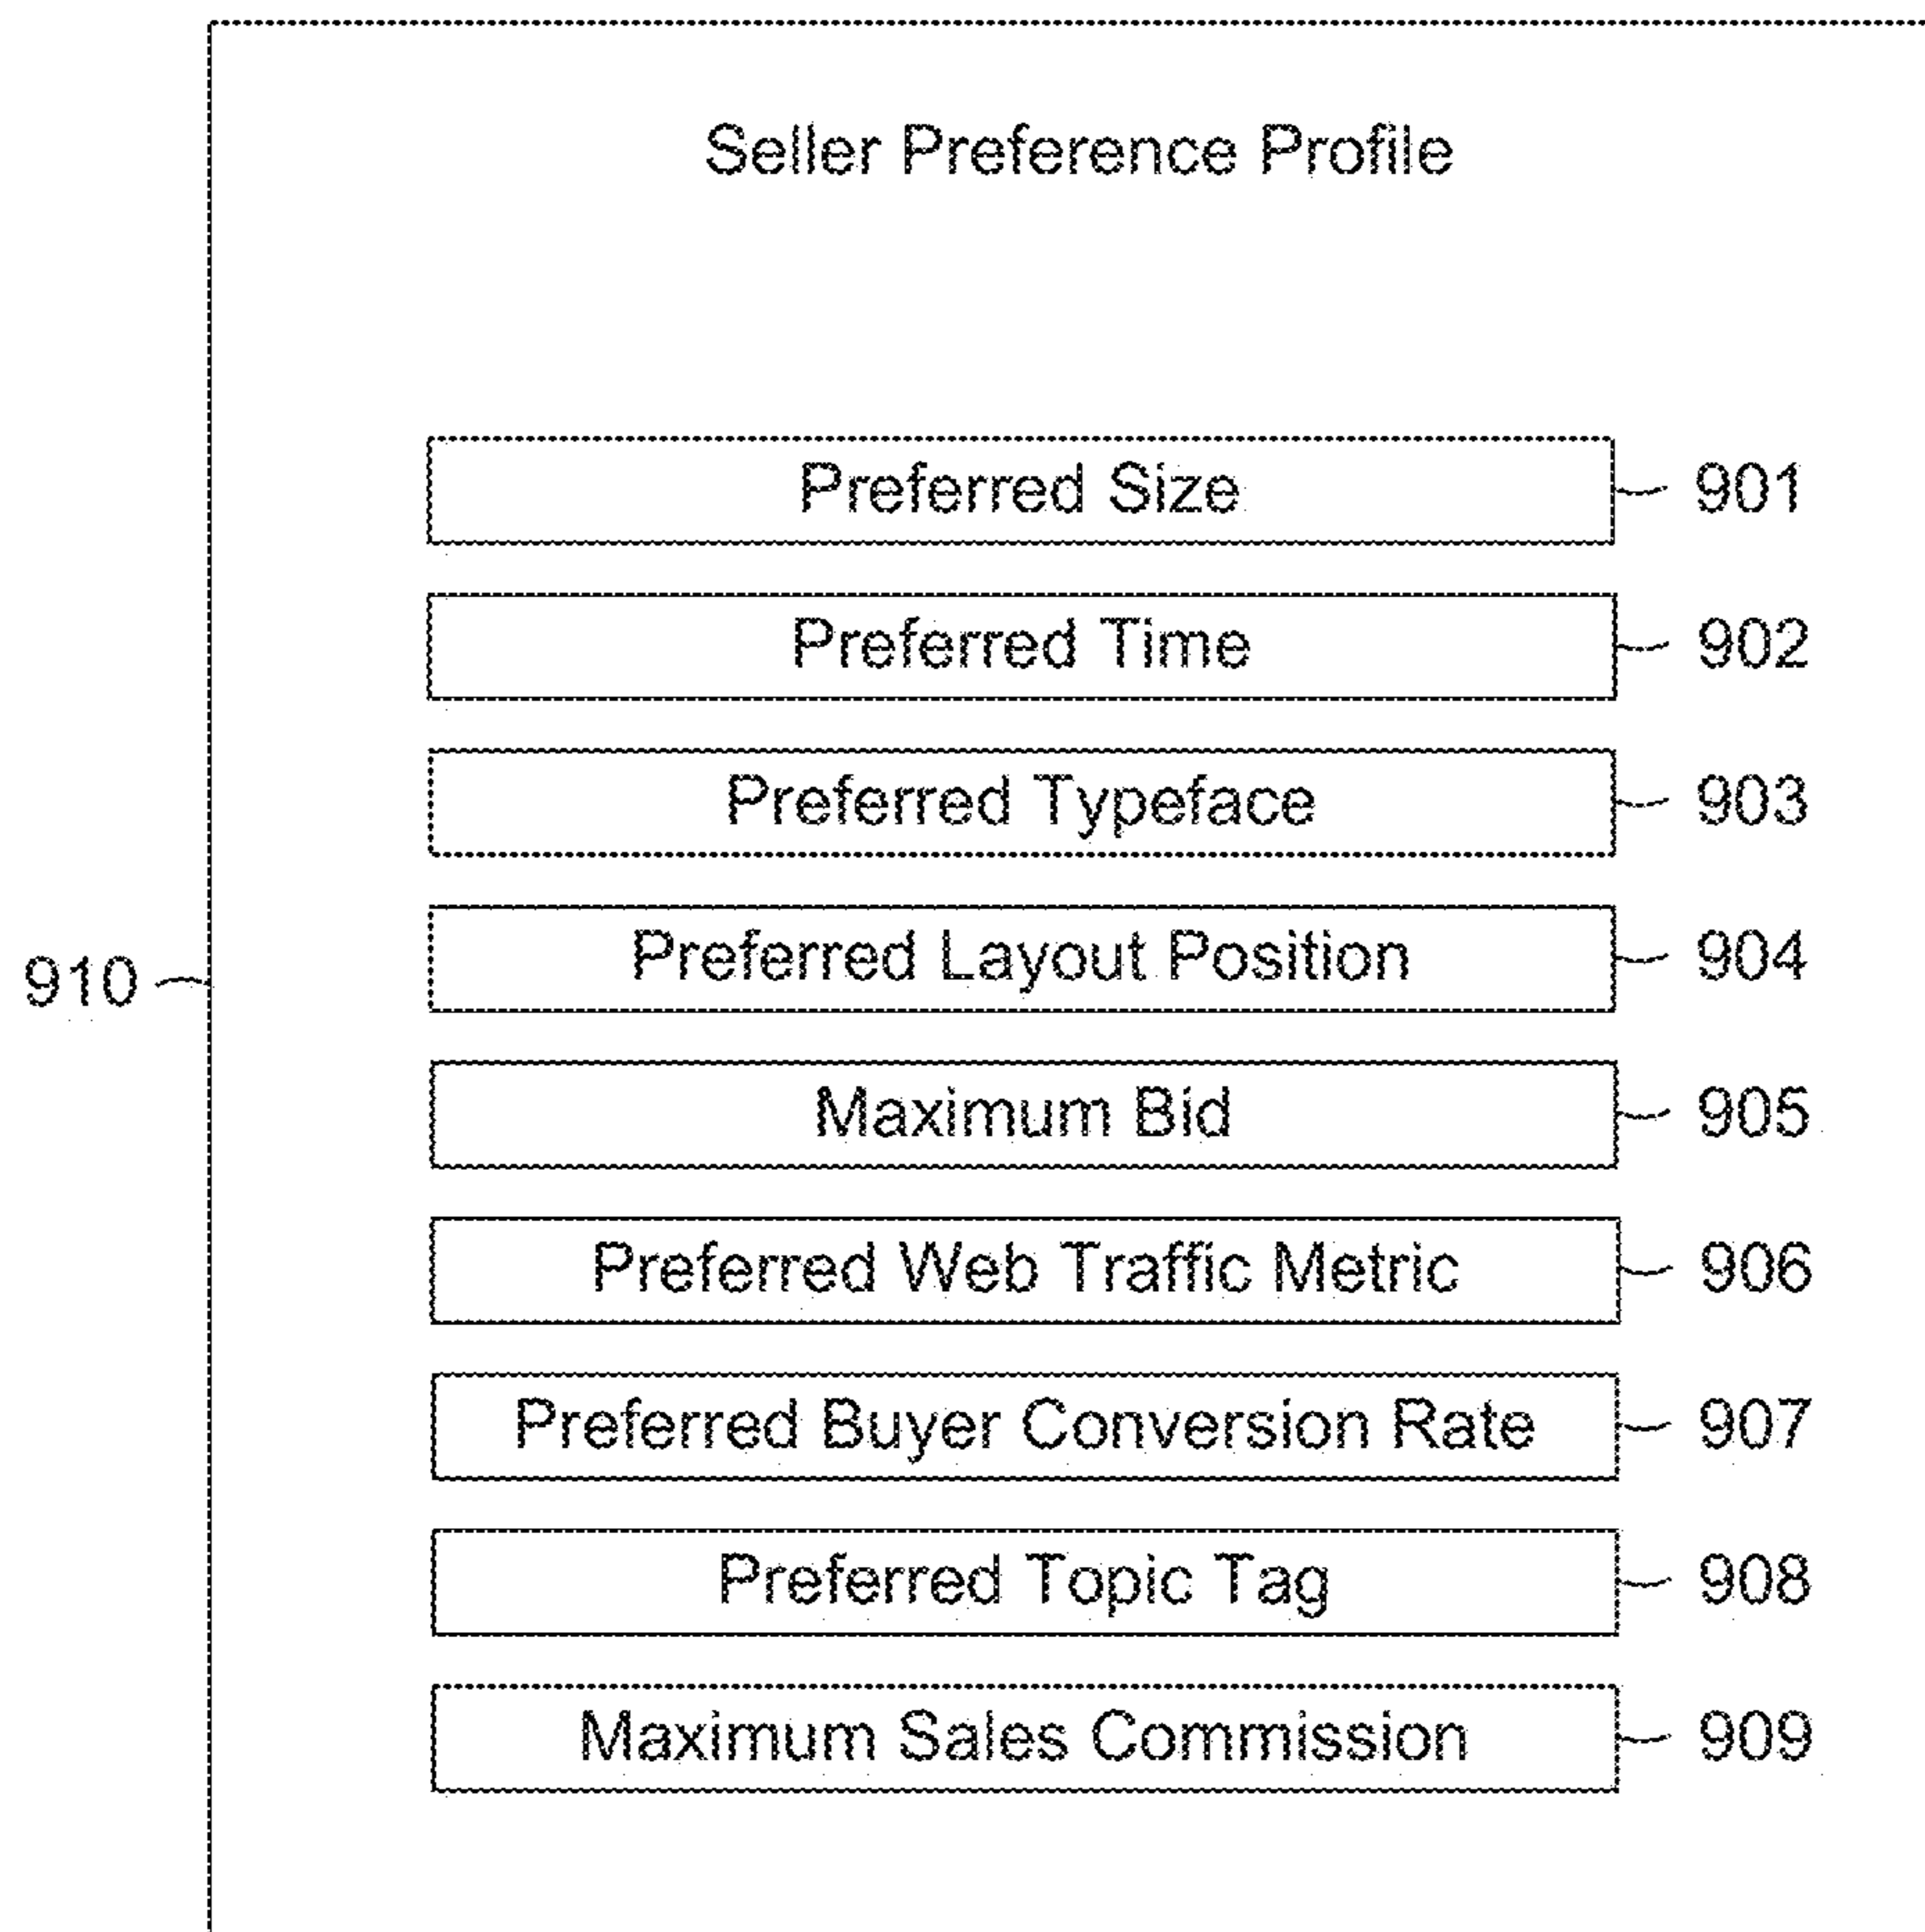 Seller Preference Profile
Preferred Size 901
Preferred Time 902
Preferred Typeface 903
Preferred Layout Position 904
910
Maximum Bid 905
Preferred Web Traffic Metric 906
Preferred Buyer Conversion Rate 907
Preferred Topic Tag 908
Maximum Sales Commission 909